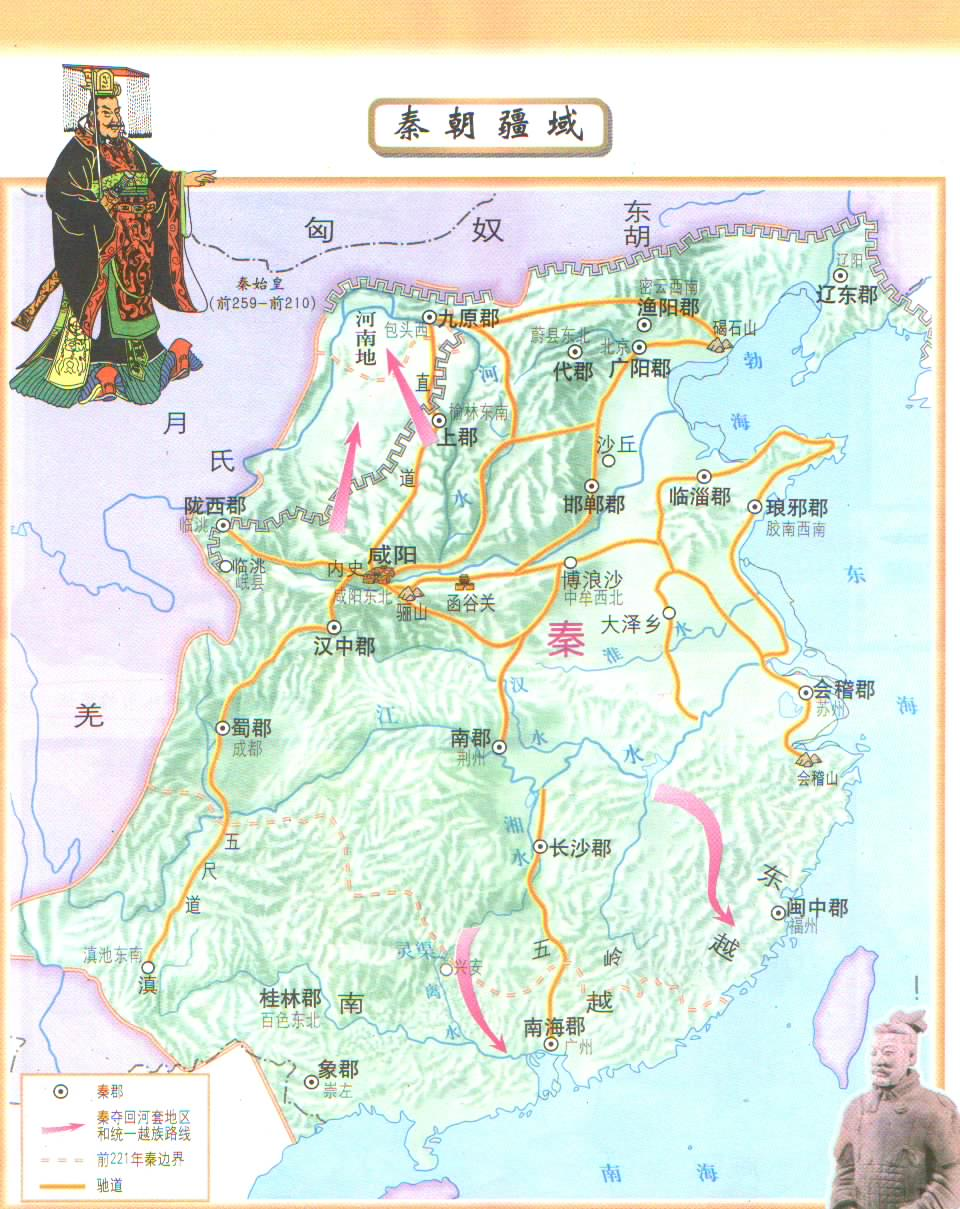 秦朝疆域
匈奴
东
胡
秦始皇
(前259-前210)
辽阳
辽东郡
密云西南
渔阳郡
碣石山
河南地
包头西
九原郡
蔚县东北
代郡
北京
广阳郡
勃海
河水
直道
榆林东南
上郡
月氏
沙丘
邯郸郡
临淄郡
琅邪郡
胶南西南
陇西郡
临洮
临洮
岷县
内史
咸阳
咸阳东北
骊山
函谷关
博浪沙
中牟西北
大泽乡
东海
秦
淮水
汉中郡
汉水
羌
江水
蜀郡
成都
南郡
荆州
会稽郡
苏州
会稽山
五尺道
湘水
长沙郡
东越
闽中郡
福州
滇池东南
滇
灵渠
兴安
离水
五岭
桂林郡
百色东北
南越
南海郡
广州
象郡
崇左
南海
秦郡
秦夺回河套地区
和统一越族路线
前221年秦边界
驰道